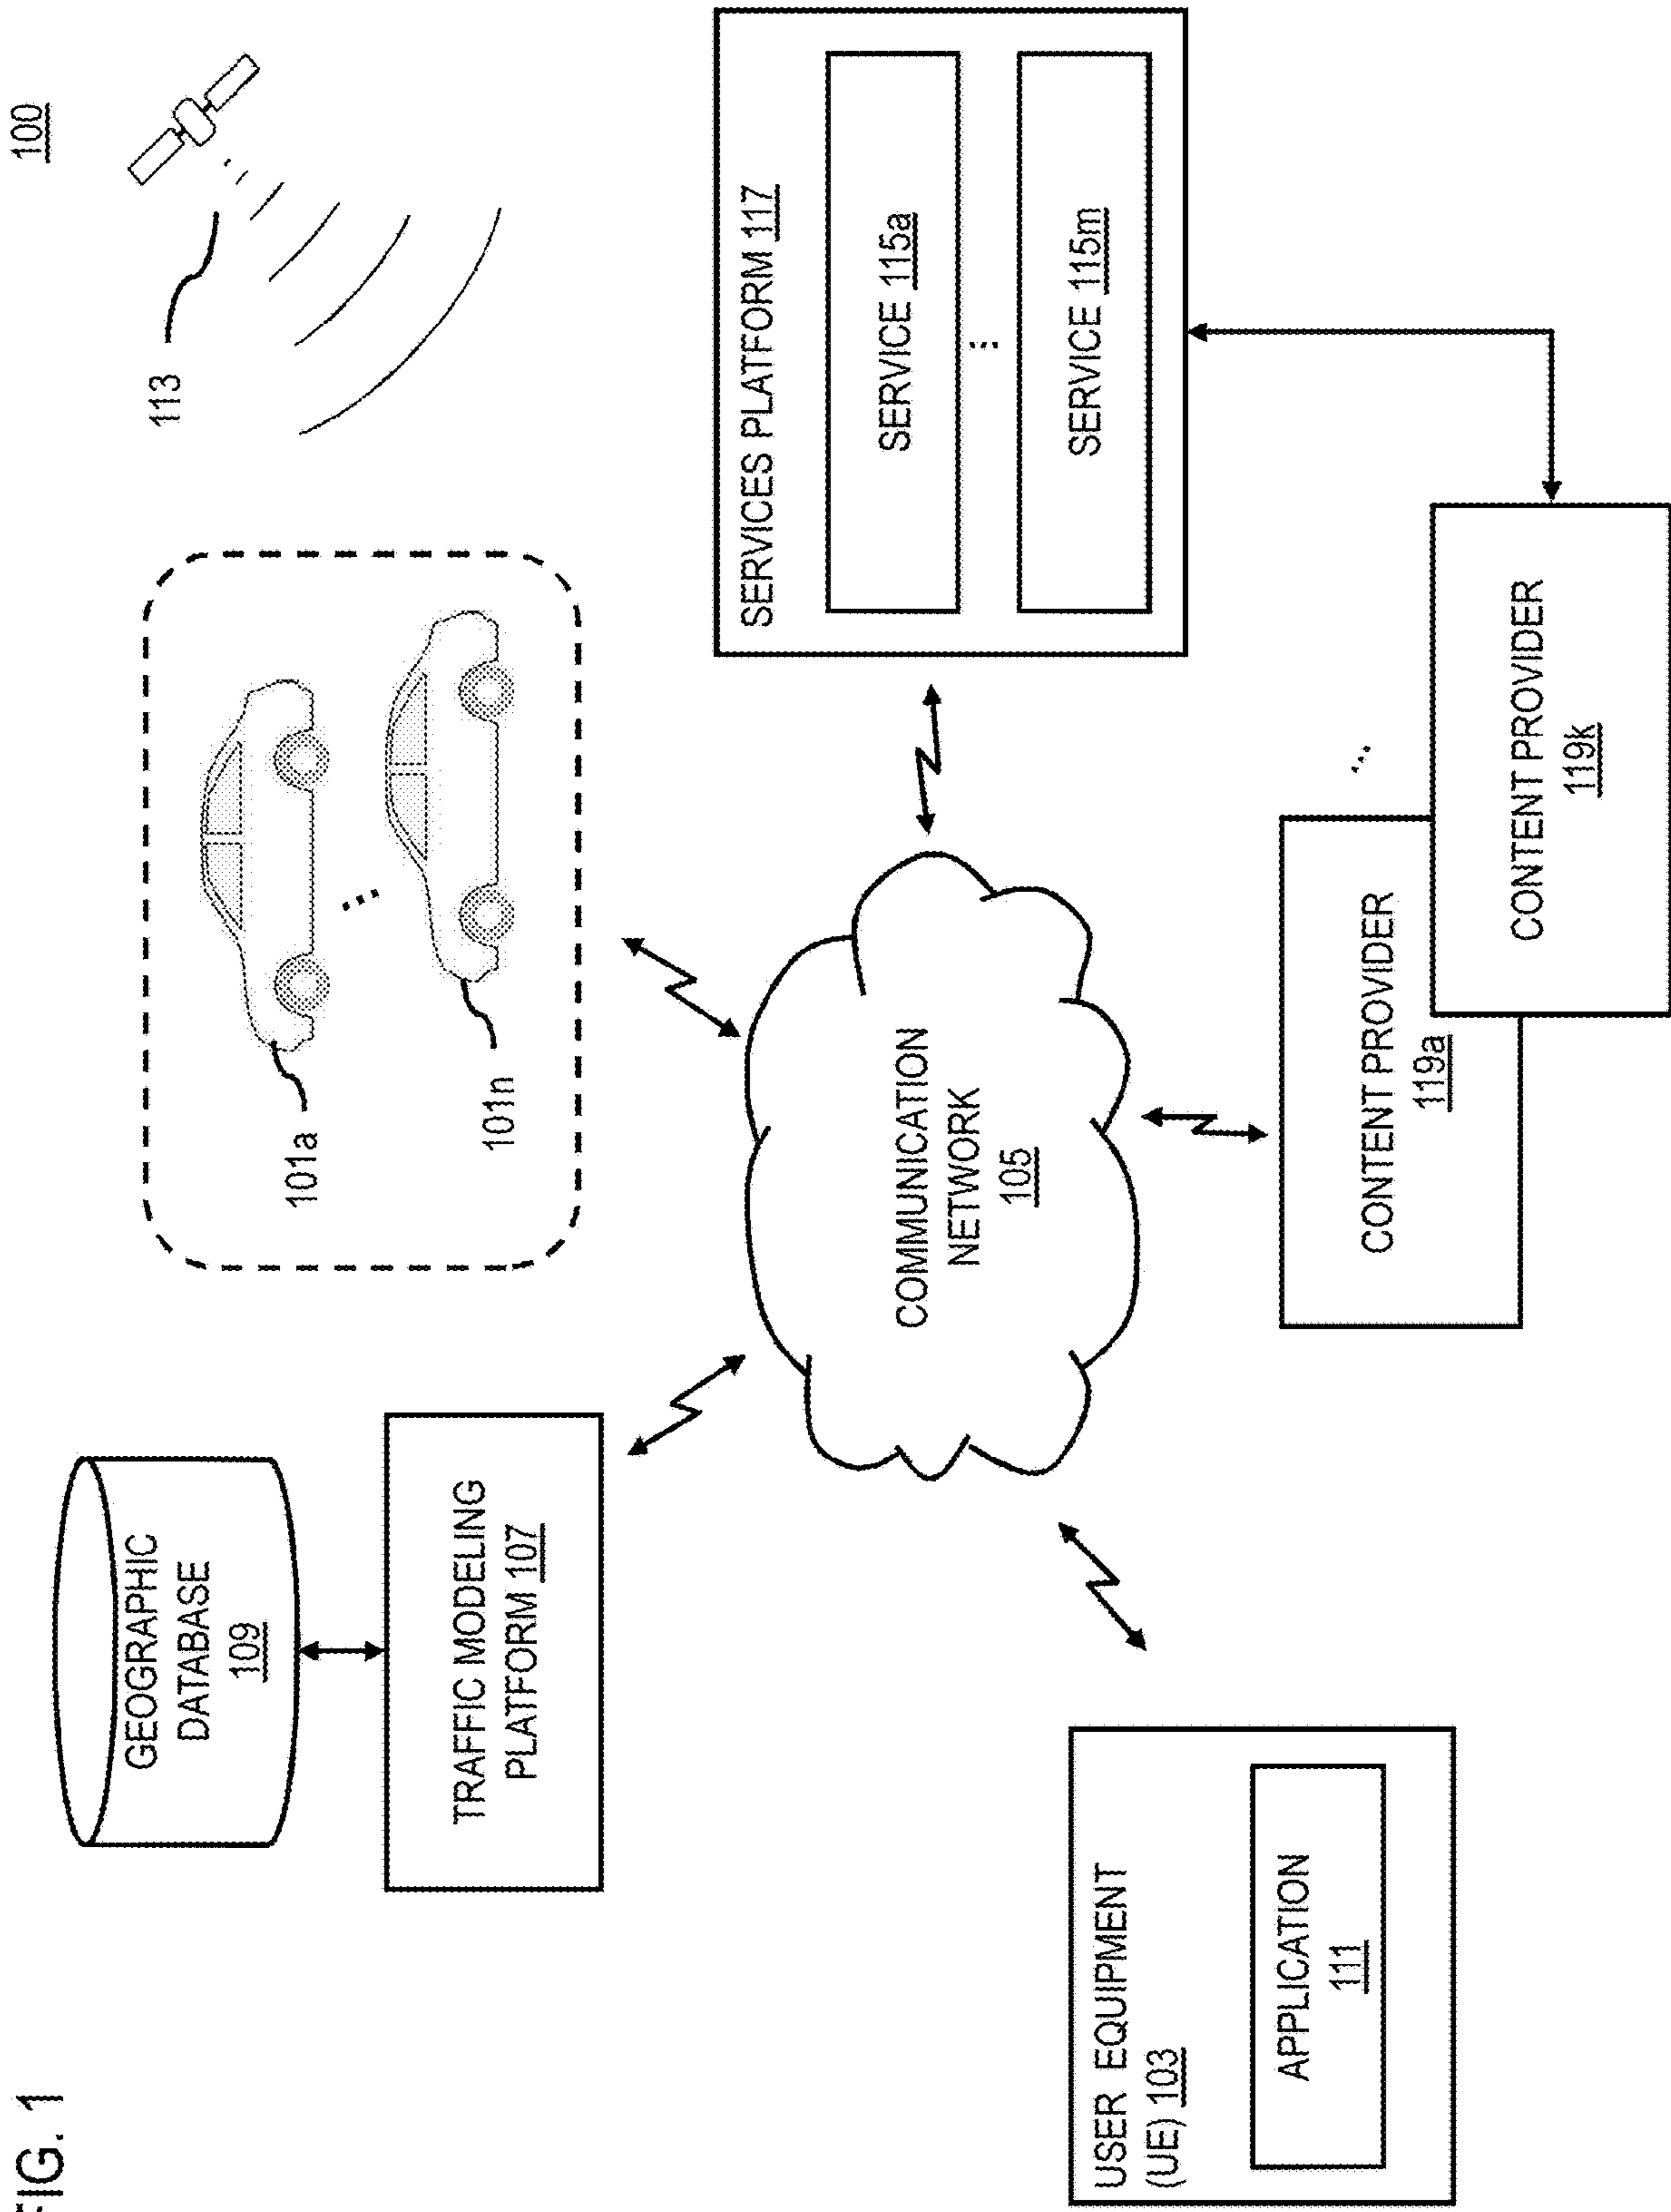 FIG. 1
100
GEOGRAPHIC
DATABASE
109
TRAFFIC MODELING
PLATFORM 107
101a
101n
113
COMMUNICATION
NETWORK
105
SERVICES PLATFORM 117
SERVICE 115a
...
SERVICE 115m
USER EQUIPMENT
(UE) 103
APPLICATION
111
CONTENT PROVIDER
119a
...
CONTENT PROVIDER
119k